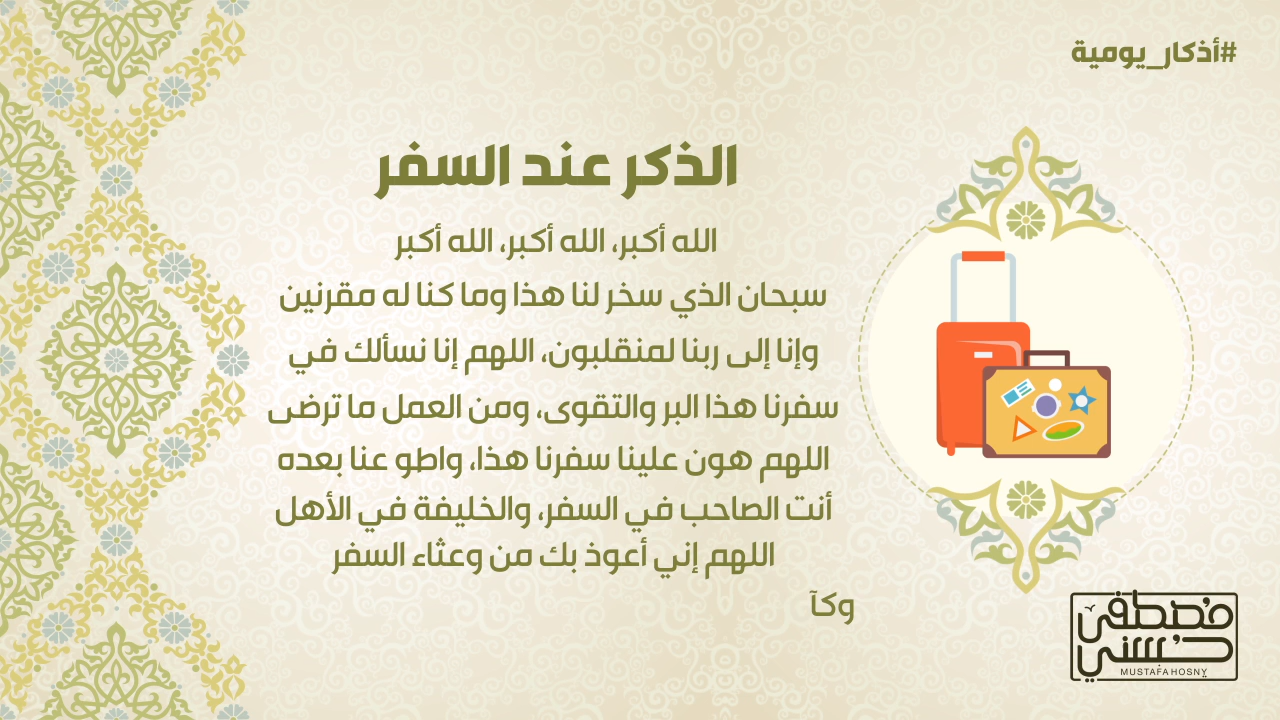 #أذكار_يومية
الذكر عند السفر
الله أكبر، الله أكبر، الله أكبر
سبحان الذي سخر لنا هذا وما كنا له مقرنين
وإنا إلى ربنا لمنقلبون، اللهم إنا نسألك في
سفرنا هذا البر والتقوى، ومن العمل ما ترضى
اللهم هون علينا سفرنا هذا، واطو عنا بعده
أنت الصاحب في السفر، والخليفة في الأهل
اللهم إني أعوذ بك من وعثاء السفر
وكآ
مصطفى
حسني
MUSTAFA HOSNY